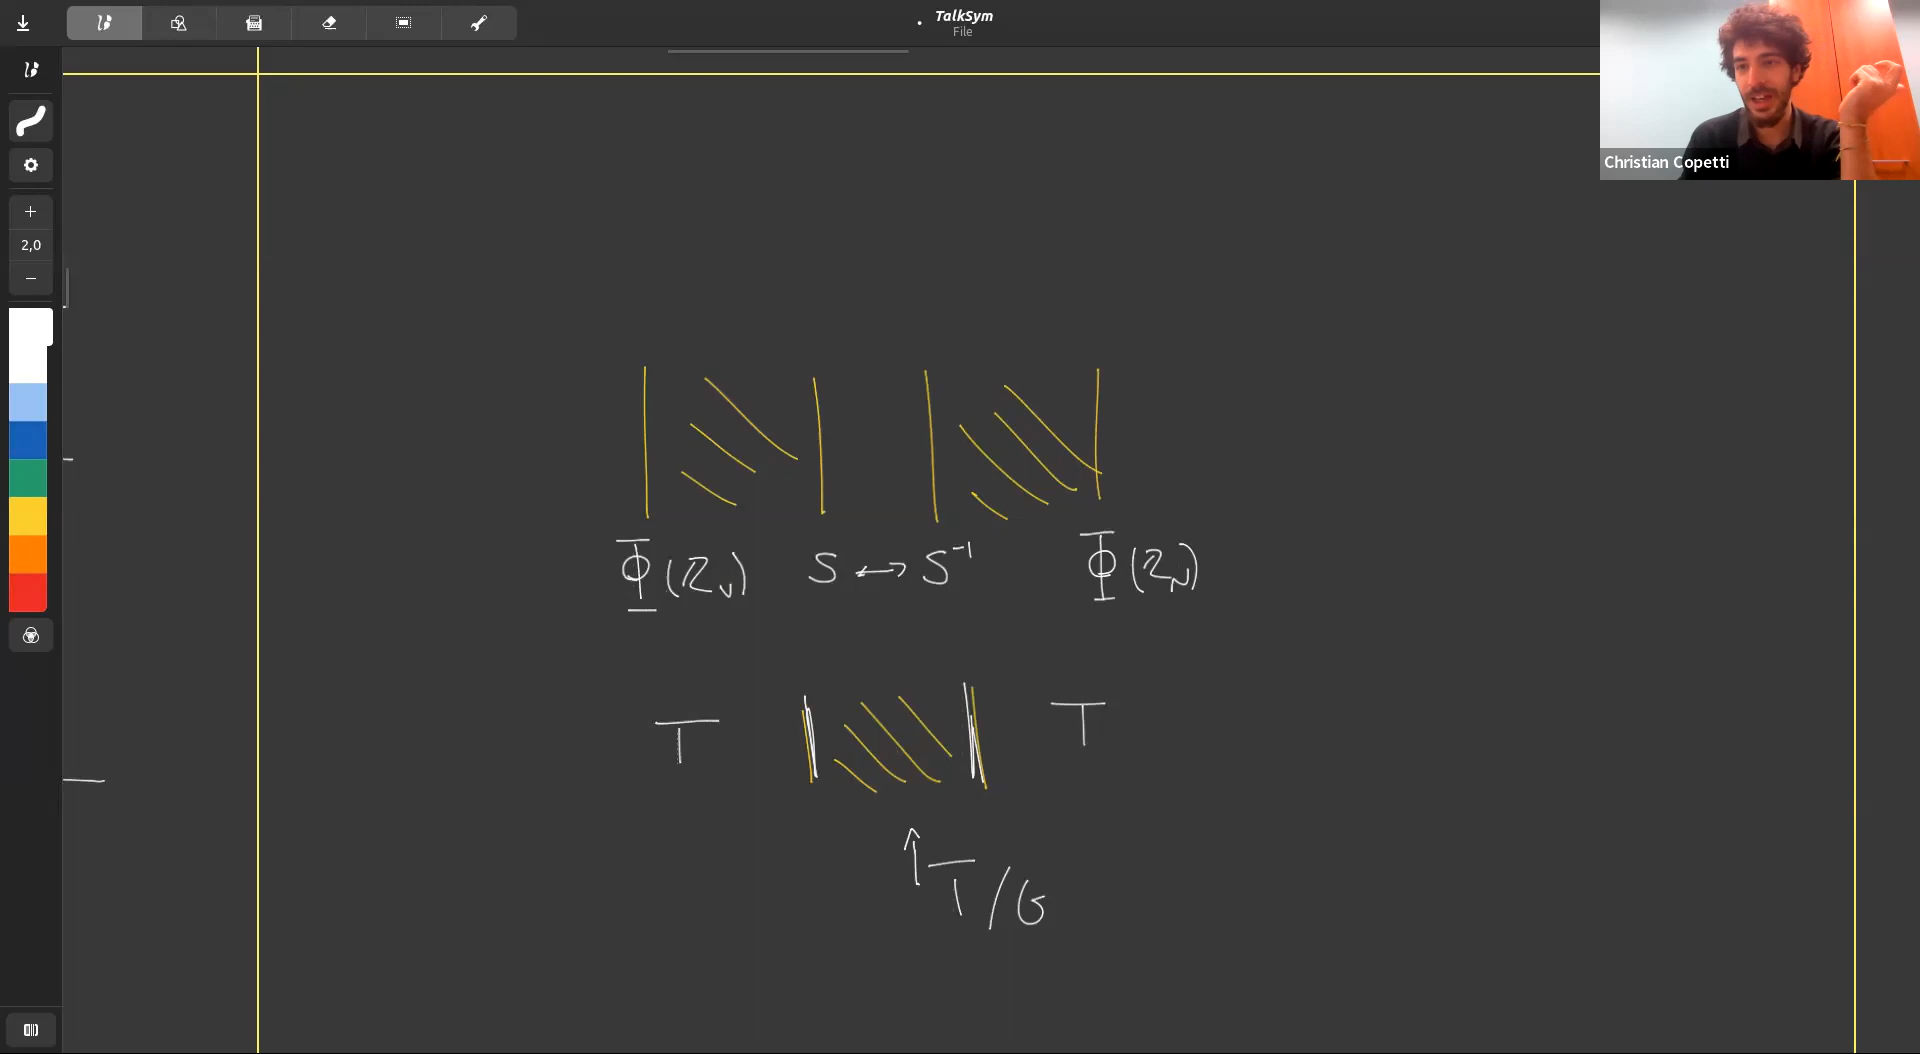 TalkSym
File
Christian Copetti
2,0
Φ(Z_N) S ↔ S⁻¹ Φ(Z_N)
T T
↑ T/G